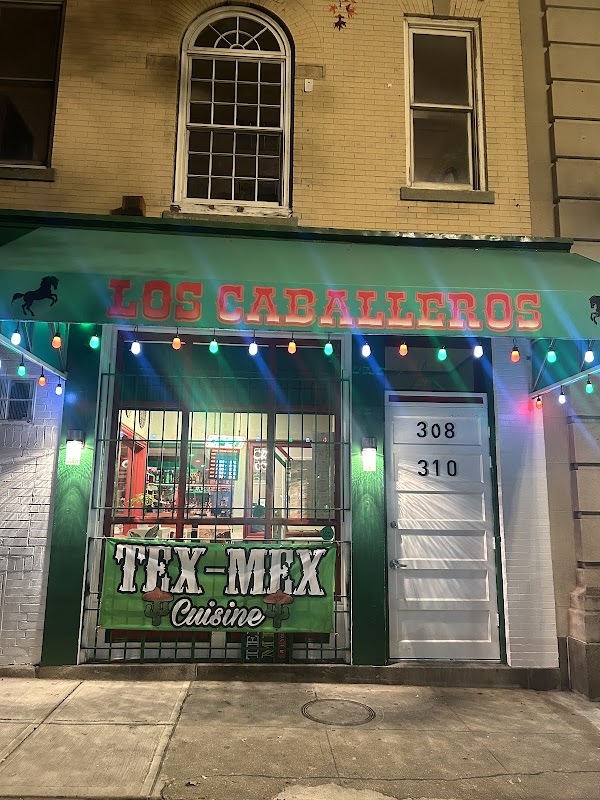 LOS CABALLEROS
308
310
TEX-MEX
Cuisine